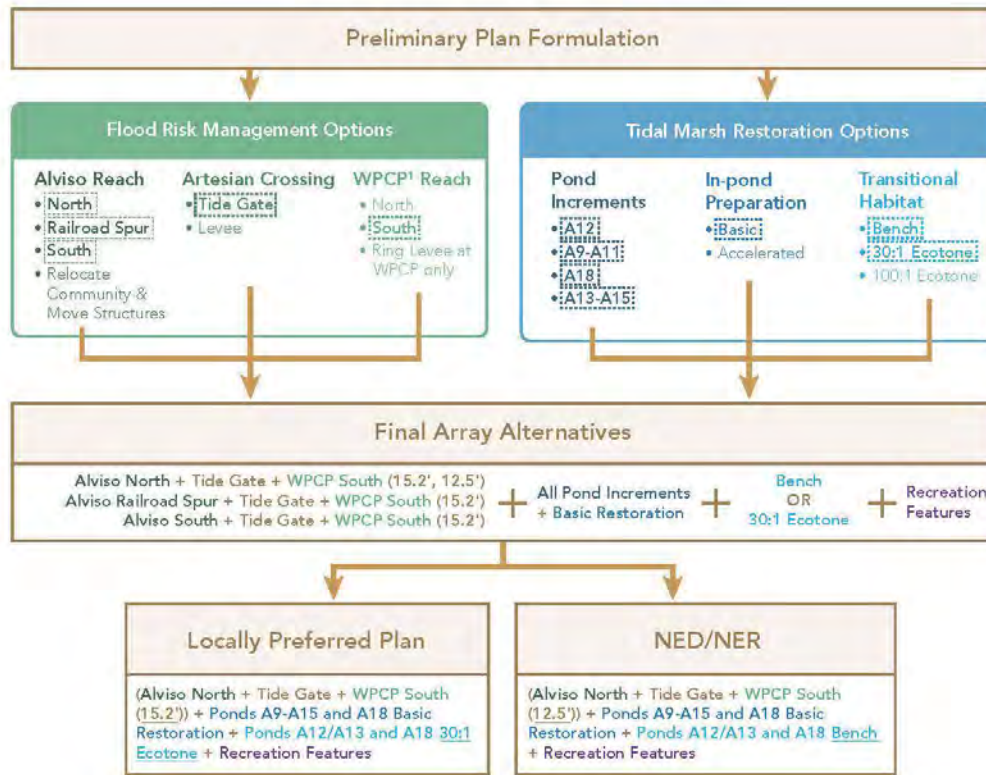 Preliminary Plan Formulation
Flood Risk Management Options
Alviso Reach
• North
• Railroad Spur
• South
• Relocate
Community &
Move Structures
Artesian Crossing
• Tide Gate
• Levee
WPCP¹ Reach
• North
• South
• Ring Levee at
WPCP only
Tidal Marsh Restoration Options
Pond
Increments
• A12
• A9-A11
• A18
• A13-A15
In-pond
Preparation
• Basic
• Accelerated
Transitional
Habitat
• Bench
• 30:1 Ecotone
• 100:1 Ecotone
Final Array Alternatives
Alviso North + Tide Gate + WPCP South (15.2', 12.5')
Alviso Railroad Spur + Tide Gate + WPCP South (15.2')
Alviso South + Tide Gate + WPCP South (15.2')
+
All Pond Increments
+ Basic Restoration
+
Bench
OR
30:1 Ecotone
+
Recreation
Features
Locally Preferred Plan
(Alviso North + Tide Gate + WPCP South
(15.2')) + Ponds A9-A15 and A18 Basic
Restoration + Ponds A12/A13 and A18 30:1
Ecotone + Recreation Features
NED/NER
(Alviso North + Tide Gate + WPCP South
(12.5')) + Ponds A9-A15 and A18 Basic
Restoration + Ponds A12/A13 and A18 Bench
+ Recreation Features